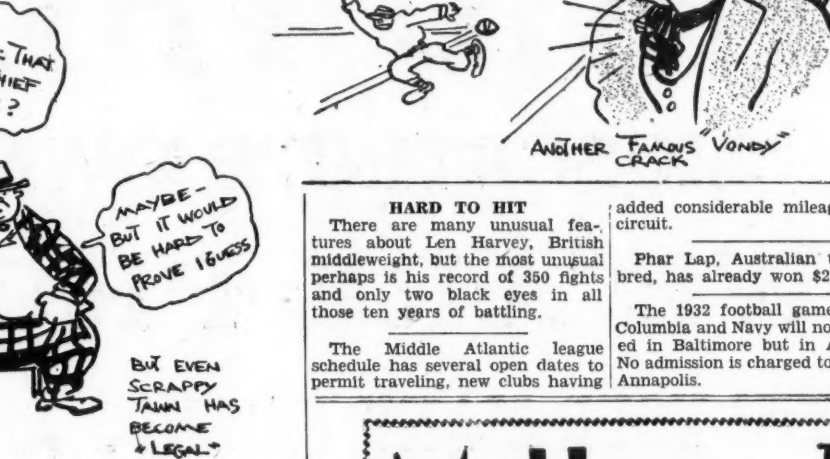 THAT
HIEF
?
MAYBE-
BUT IT WOULD
BE HARD TO
PROVE I GUESS
BUT EVEN
SCRAPPY
HAS
BECOME
"LEGAL"
ANOTHER FAMOUS "VONDY"
CRACK
HARD TO HIT
There are many unusual fea-
tures about Len Harvey, British
middleweight, but the most unusual
perhaps is his record of 350 fights
and only two black eyes in all
those ten years of battling.
The Middle Atlantic league
schedule has several open dates to
permit traveling, new clubs having
added considerable mileag
circuit.
Phar Lap, Australian t
bred, has already won $2
The 1932 football game
Columbia and Navy will no
ed in Baltimore but in A
No admission is charged to
Annapolis.